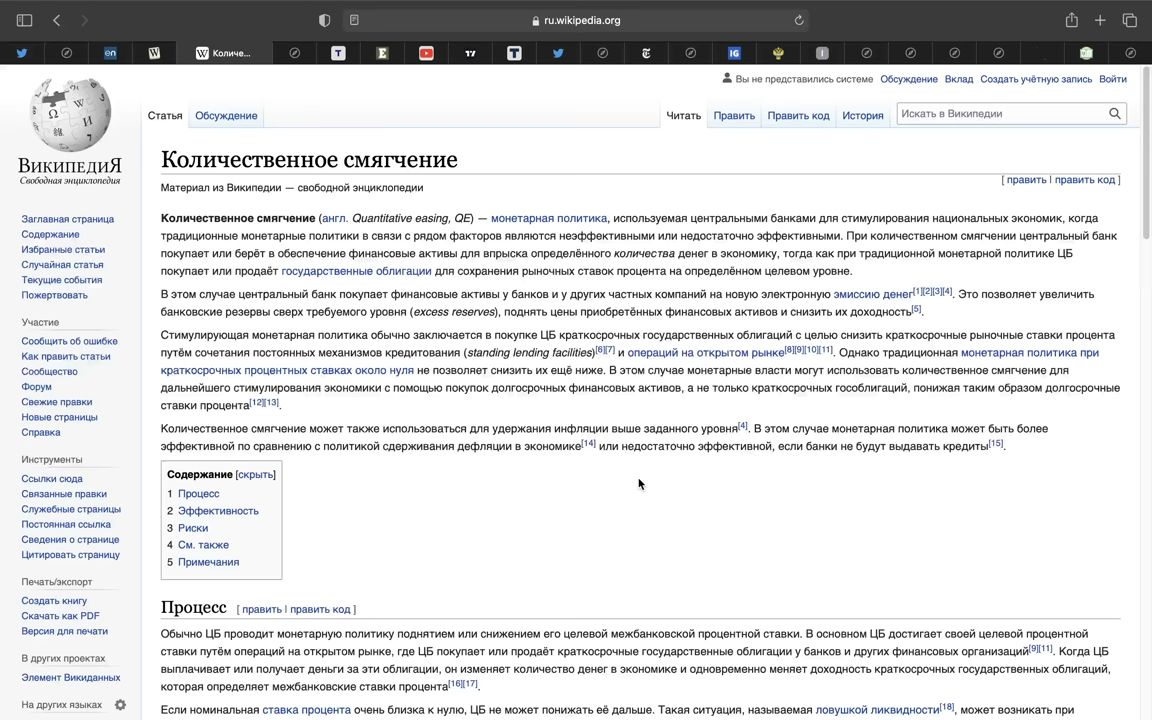 ru.wikipedia.org
Количе...
Вы не представились системе Обсуждение Вклад Создать учётную запись Войти
Статья Обсуждение Читать Править Править код История Искать в Википедии
ВИКИПЕДИЯ
Свободная энциклопедия
Количественное смягчение
[ править | править код ]
Материал из Википедии — свободной энциклопедии
Количественное смягчение (англ. Quantitative easing, QE) — монетарная политика, используемая центральными банками для стимулирования национальных экономик, когда
традиционные монетарные политики в связи с рядом факторов являются неэффективными или недостаточно эффективными. При количественном смягчении центральный банк
покупает или берёт в обеспечение финансовые активы для впрыска определённого количества денег в экономику, тогда как при традиционной монетарной политике ЦБ
покупает или продаёт государственные облигации для сохранения рыночных ставок процента на определённом целевом уровне.
В этом случае центральный банк покупает финансовые активы у банков и у других частных компаний на новую электронную эмиссию денег[1][2][3][4]. Это позволяет увеличить
банковские резервы сверх требуемого уровня (excess reserves), поднять цены приобретённых финансовых активов и снизить их доходность[5].
Стимулирующая монетарная политика обычно заключается в покупке ЦБ краткосрочных государственных облигаций с целью снизить краткосрочные рыночные ставки процента
путём сочетания постоянных механизмов кредитования (standing lending facilities)[6][7] и операций на открытом рынке[8][9][10][11]. Однако традиционная монетарная политика при
краткосрочных процентных ставках около нуля не позволяет снизить их ещё ниже. В этом случае монетарные власти могут использовать количественное смягчение для
дальнейшего стимулирования экономики с помощью покупок долгосрочных финансовых активов, а не только краткосрочных гособлигаций, понижая таким образом долгосрочные
ставки процента[12][13].
Количественное смягчение может также использоваться для удержания инфляции выше заданного уровня[4]. В этом случае монетарная политика может быть более
эффективной по сравнению с политикой сдерживания дефляции в экономике[14] или недостаточно эффективной, если банки не будут выдавать кредиты[15].
Содержание [скрыть]
1 Процесс
2 Эффективность
3 Риски
4 См. также
5 Примечания
Процесс [ править | править код ]
Обычно ЦБ проводит монетарную политику поднятием или снижением его целевой межбанковской процентной ставки. В основном ЦБ достигает своей целевой процентной
ставки путём операций на открытом рынке, где ЦБ покупает или продаёт краткосрочные государственные облигации у банков и других финансовых организаций[9][11]. Когда ЦБ
выплачивает или получает деньги за эти облигации, он изменяет количество денег в экономике и одновременно меняет доходность краткосрочных государственных облигаций,
которая определяет межбанковские ставки процента[16][17].
Если номинальная ставка процента очень близка к нулю, ЦБ не может понижать её дальше. Такая ситуация, называемая ловушкой ликвидности[18], может возникать при
Заглавная страница
Содержание
Избранные статьи
Случайная статья
Текущие события
Пожертвовать
Участие
Сообщить об ошибке
Как править статьи
Сообщество
Форум
Свежие правки
Новые страницы
Справка
Инструменты
Ссылки сюда
Связанные правки
Служебные страницы
Постоянная ссылка
Сведения о странице
Цитировать страницу
Печать/экспорт
Создать книгу
Скачать как PDF
Версия для печати
В других проектах
Элемент Викиданных
На других языках